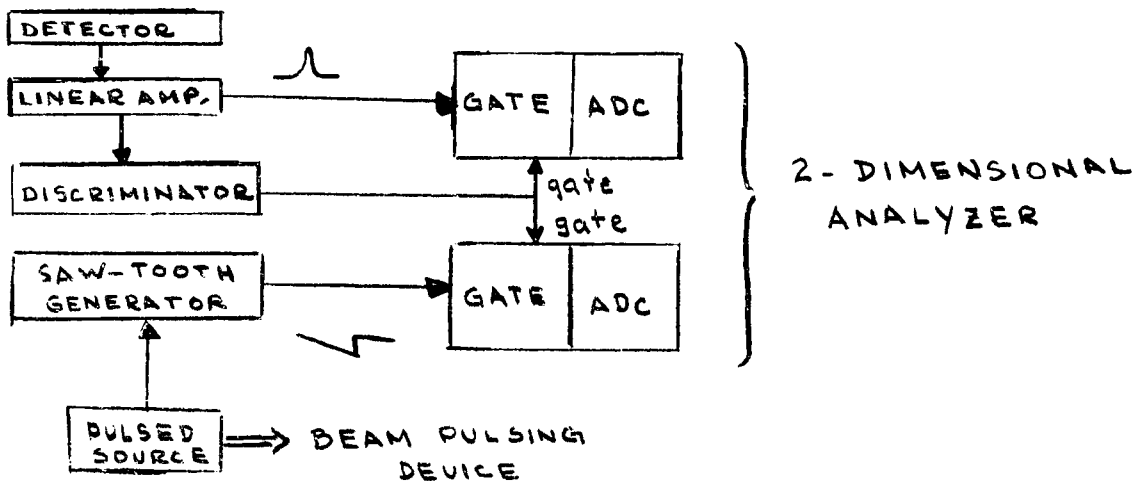 DETECTOR
LINEAR AMP.
DISCRIMINATOR
SAW-TOOTH
GENERATOR
PULSED
SOURCE
BEAM PULSING
DEVICE
GATE
ADC
gate
gate
GATE
ADC
2-DIMENSIONAL
ANALYZER